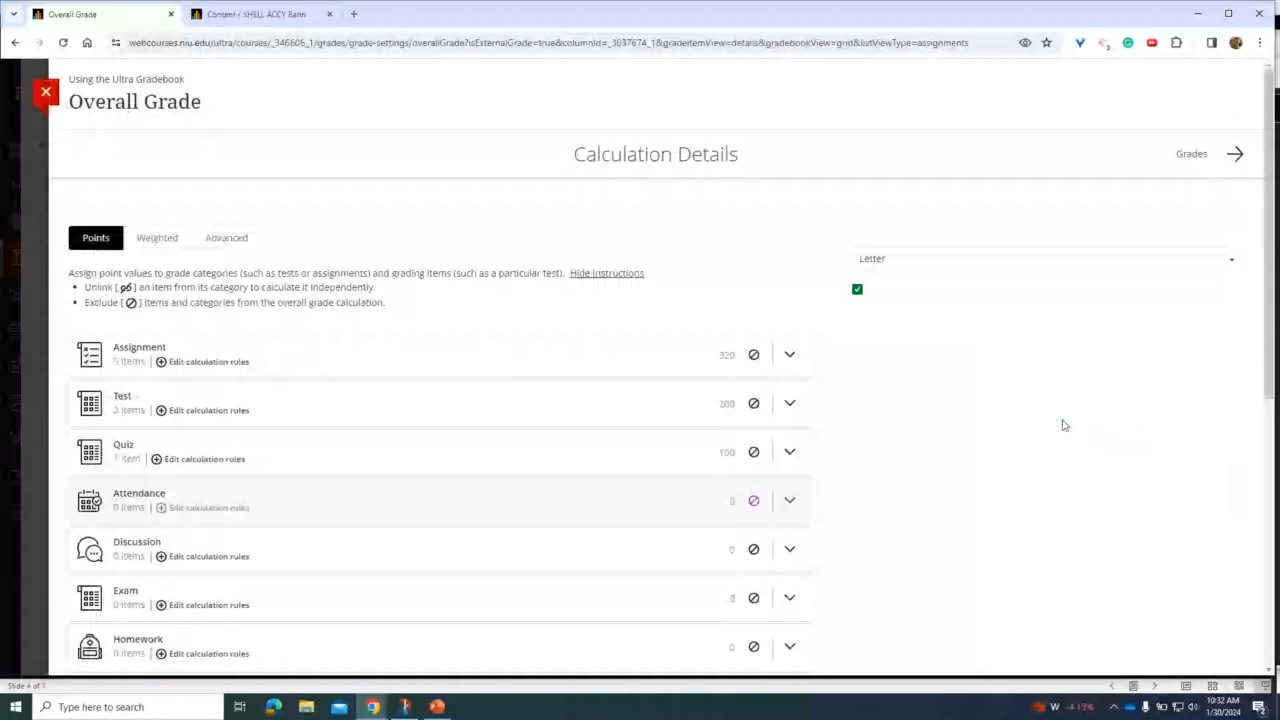 Overall Grade
Content / SHELL ACEY Bann
webcourses.niu.edu/ultra/courses/_346606_1/grades/grade-settings/overallGrade?isExternalGrade=true&columnId=_3037674_1&gradeitemView=details&gradebookView=grid&listViewType=assignments
Using the Ultra Gradebook
Overall Grade
Calculation Details
Grades
Points Weighted Advanced
Letter
Assign point values to grade categories (such as tests or assignments) and grading items (such as a particular test). Hide Instructions
Unlink [ ] an item from its category to calculate it independently.
Exclude [ ] items and categories from the overall grade calculation.
Assignment
5 items | Edit calculation rules
320
Test
2 items | Edit calculation rules
Quiz
1 item | Edit calculation rules
100
Attendance
0 items | Edit calculation rules
0
Discussion
0 items | Edit calculation rules
0
Exam
0 items | Edit calculation rules
0
Homework
0 items | Edit calculation rules
0
Slide 4 of 7
Type here to search
W -4.19%
10:32 AM
1/30/2024